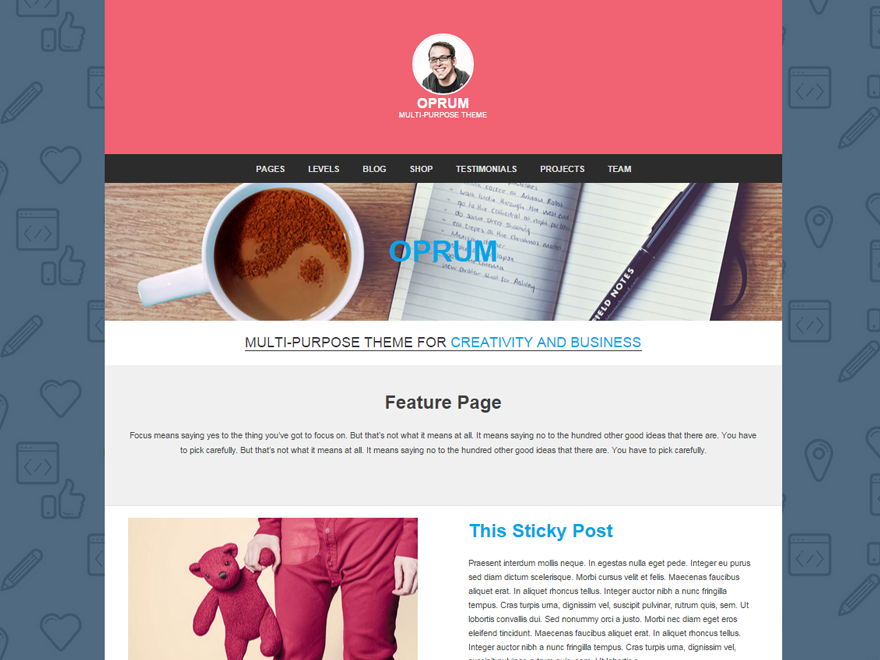 OPRUM
MULTI-PURPOSE THEME
PAGES LEVELS BLOG SHOP TESTIMONIALS PROJECTS TEAM
OPRUM
FIELD NOTES
MULTI-PURPOSE THEME FOR CREATIVITY AND BUSINESS
Feature Page
Focus means saying yes to the thing you've got to focus on. But that's not what it means at all. It means saying no to the hundred other good ideas that there are. You have
to pick carefully. But that's not what it means at all. It means saying no to the hundred other good ideas that there are. You have to pick carefully.
This Sticky Post
Praesent interdum mollis neque. In egestas nulla eget pede. Integer eu purus
sed diam dictum scelerisque. Morbi cursus velit et felis. Maecenas faucibus
aliquet erat. In aliquet rhoncus tellus. Integer auctor nibh a nunc fringilla
tempus. Cras turpis urna, dignissim vel, suscipit pulvinar, rutrum quis, sem. Ut
lobortis convallis dui. Sed nonummy orci a justo. Morbi nec diam eget eros
eleifend tincidunt. Maecenas faucibus aliquet erat. In aliquet rhoncus tellus.
Integer auctor nibh a nunc fringilla tempus. Cras turpis urna, dignissim vel,